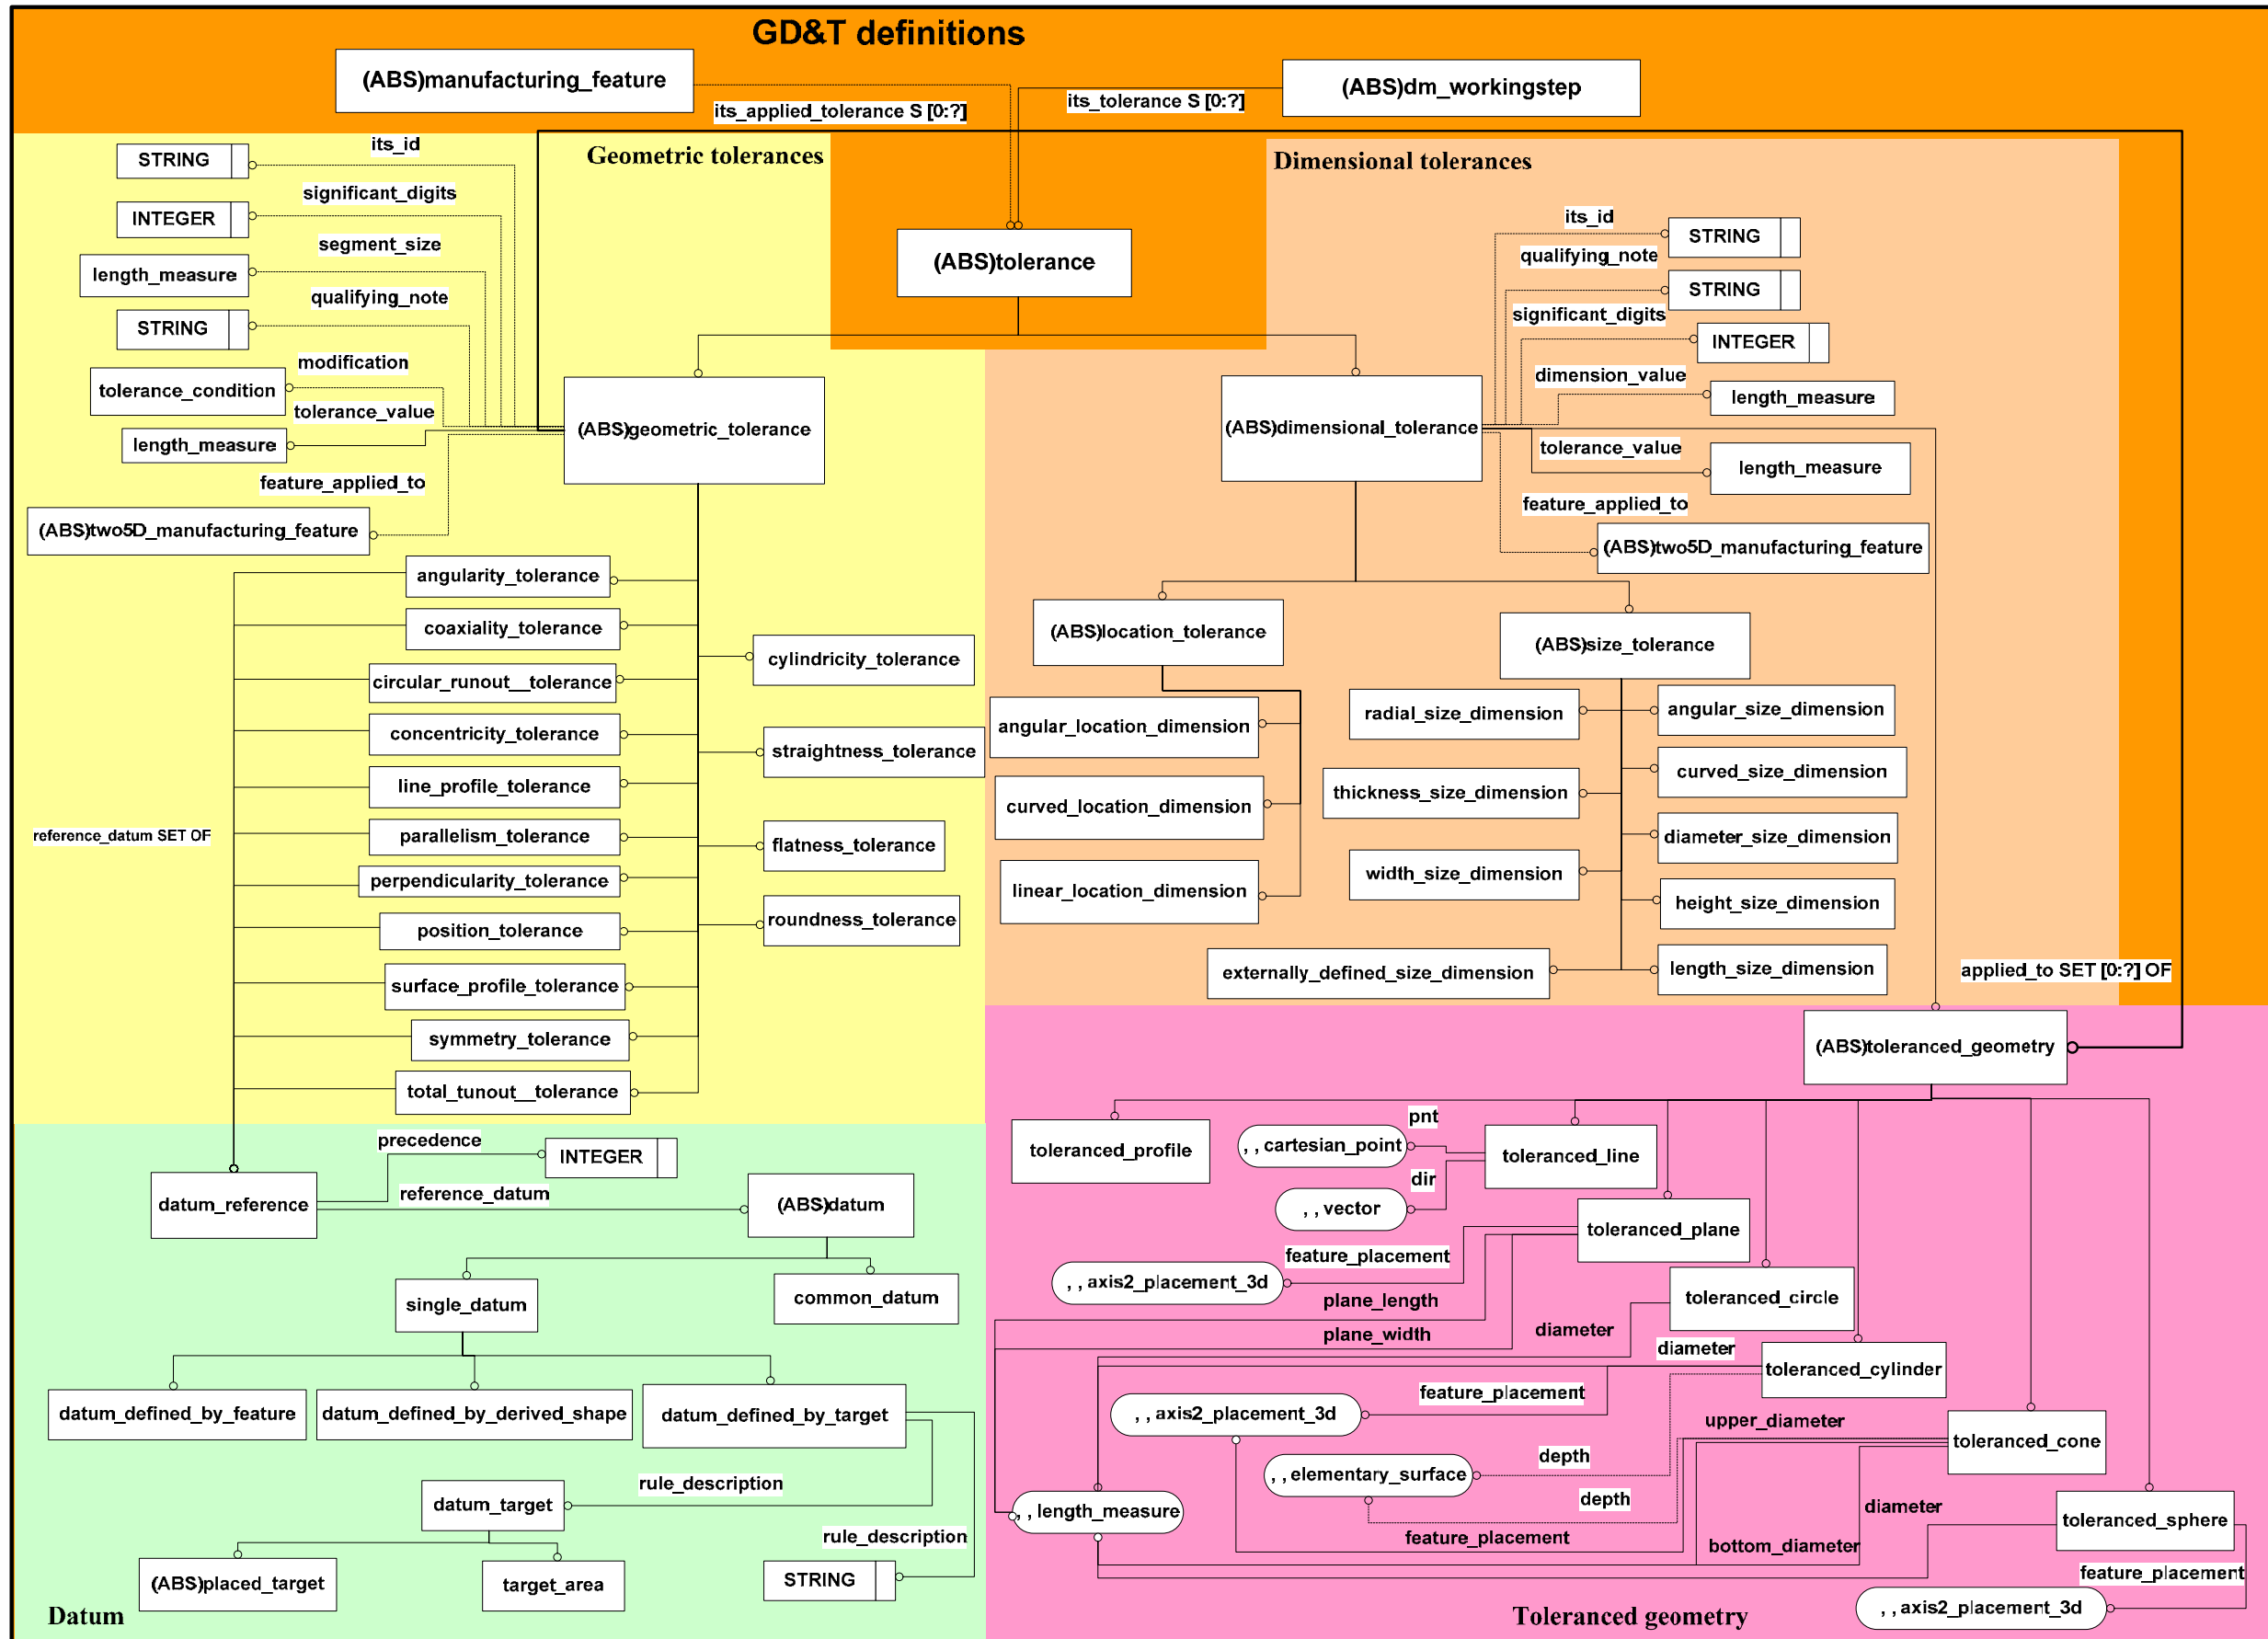 GD&T definitions
(ABS)manufacturing_feature
(ABS)dm_workingstep
its_applied_tolerance S [0:?]
its_tolerance S [0:?]
Geometric tolerances
Dimensional tolerances
(ABS)tolerance
STRING
its_id
INTEGER
significant_digits
length_measure
segment_size
STRING
qualifying_note
tolerance_condition
modification
length_measure
tolerance_value
(ABS)geometric_tolerance
feature_applied_to
(ABS)two5D_manufacturing_feature
its_id
STRING
qualifying_note
STRING
significant_digits
INTEGER
dimension_value
length_measure
(ABS)dimensional_tolerance
tolerance_value
length_measure
feature_applied_to
(ABS)two5D_manufacturing_feature
angularity_tolerance
coaxiality_tolerance
circular_runout__tolerance
concentricity_tolerance
line_profile_tolerance
parallelism_tolerance
perpendicularity_tolerance
position_tolerance
surface_profile_tolerance
symmetry_tolerance
total_tunout__tolerance
cylindricity_tolerance
straightness_tolerance
flatness_tolerance
roundness_tolerance
reference_datum SET OF
(ABS)location_tolerance
(ABS)size_tolerance
angular_location_dimension
curved_location_dimension
linear_location_dimension
radial_size_dimension
angular_size_dimension
curved_size_dimension
thickness_size_dimension
diameter_size_dimension
width_size_dimension
height_size_dimension
externally_defined_size_dimension
length_size_dimension
applied_to SET [0:?] OF
(ABS)toleranced_geometry
precedence
INTEGER
datum_reference
reference_datum
(ABS)datum
single_datum
common_datum
datum_defined_by_feature
datum_defined_by_derived_shape
datum_defined_by_target
rule_description
datum_target
rule_description
(ABS)placed_target
target_area
STRING
Datum
toleranced_profile
pnt
, , cartesian_point
toleranced_line
dir
, , vector
toleranced_plane
feature_placement
, , axis2_placement_3d
plane_length
toleranced_circle
plane_width
diameter
diameter
toleranced_cylinder
feature_placement
, , axis2_placement_3d
upper_diameter
toleranced_cone
depth
, , elementary_surface
depth
diameter
, , length_measure
toleranced_sphere
feature_placement
bottom_diameter
feature_placement
, , axis2_placement_3d
Toleranced geometry